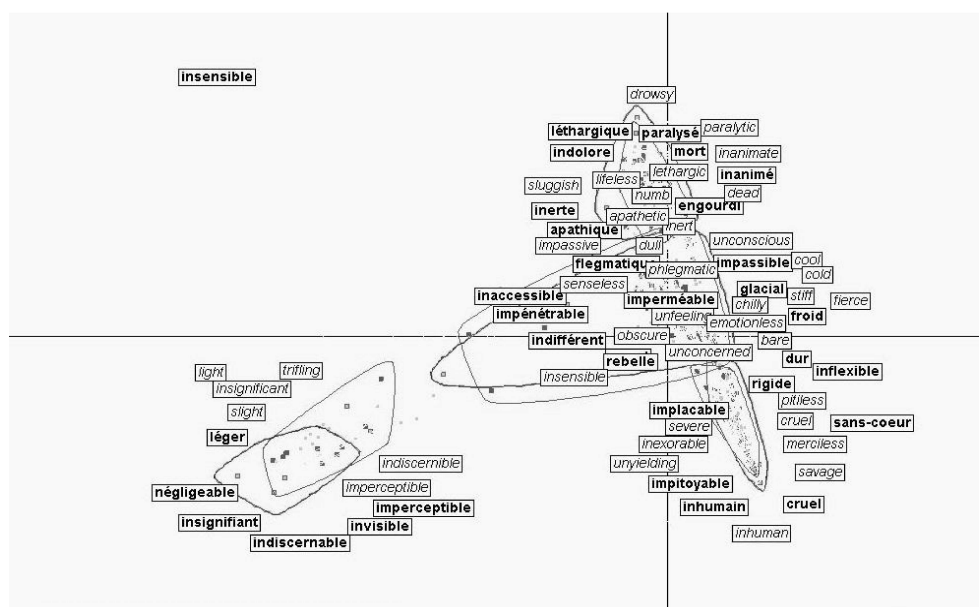 insensible
drowsy
léthargique
paralysé
paralytic
indolore
mort
inanimate
sluggish
lifeless
lethargic
inanimé
numb
dead
inerte
apathetic
engourdi
apathique
inert
impassive
dull
unconscious
flegmatique
phlegmatic
impassible
cool
cold
senseless
inaccessible
imperméable
glacial
stiff
fierce
chilly
impénétrable
unfeeling
emotionless
froid
indifférent
obscure
bare
rebelle
unconcerned
dur
inflexible
light
trifling
insensible
rigide
insignificant
pitiless
slight
implacable
cruel
sans-coeur
léger
severe
inexorable
merciless
indiscernible
unyielding
savage
négligeable
imperceptible
impitoyable
imperceptible
inhumain
cruel
insignifiant
invisible
indiscernable
inhuman